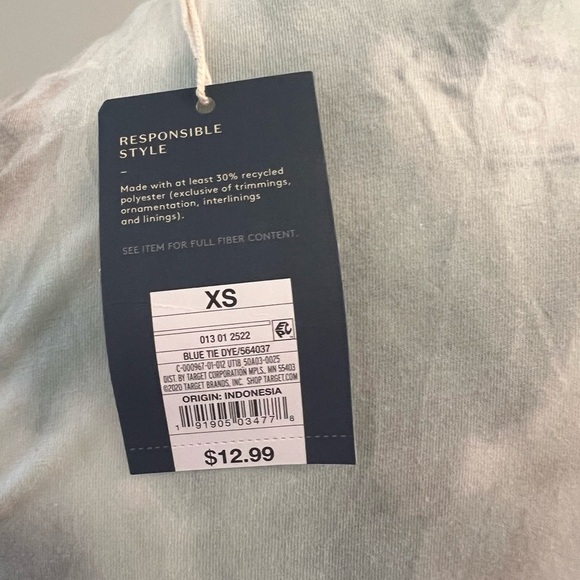 RESPONSIBLE
STYLE
–
Made with at least 30% recycled
polyester (exclusive of trimmings,
ornamentation, interlinings
and linings).
SEE ITEM FOR FULL FIBER CONTENT.
XS
013 01 2522
BLUE TIE DYE/564037
C-000967-01-012 UT18 50A03-0025
DIST. BY TARGET CORPORATION MPLS., MN 55403
©2020 TARGET BRANDS, INC. SHOP TARGET.COM
ORIGIN: INDONESIA
1 91905 03477 8
$12.99